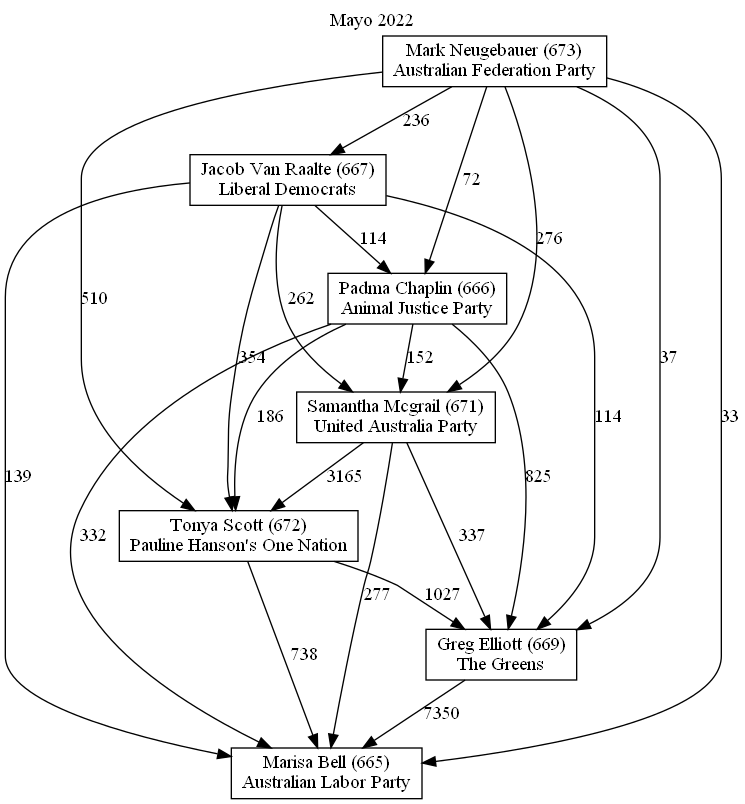 Mayo 2022
Mark Neugebauer (673)
Australian Federation Party
236
72
Jacob Van Raalte (667)
Liberal Democrats
114
276
510
262
Padma Chaplin (666)
Animal Justice Party
354
152
37
186
Samantha Mcgrail (671)
United Australia Party
114
33
139
3165
825
332
Tonya Scott (672)
Pauline Hanson's One Nation
337
277
1027
738
Greg Elliott (669)
The Greens
7350
Marisa Bell (665)
Australian Labor Party